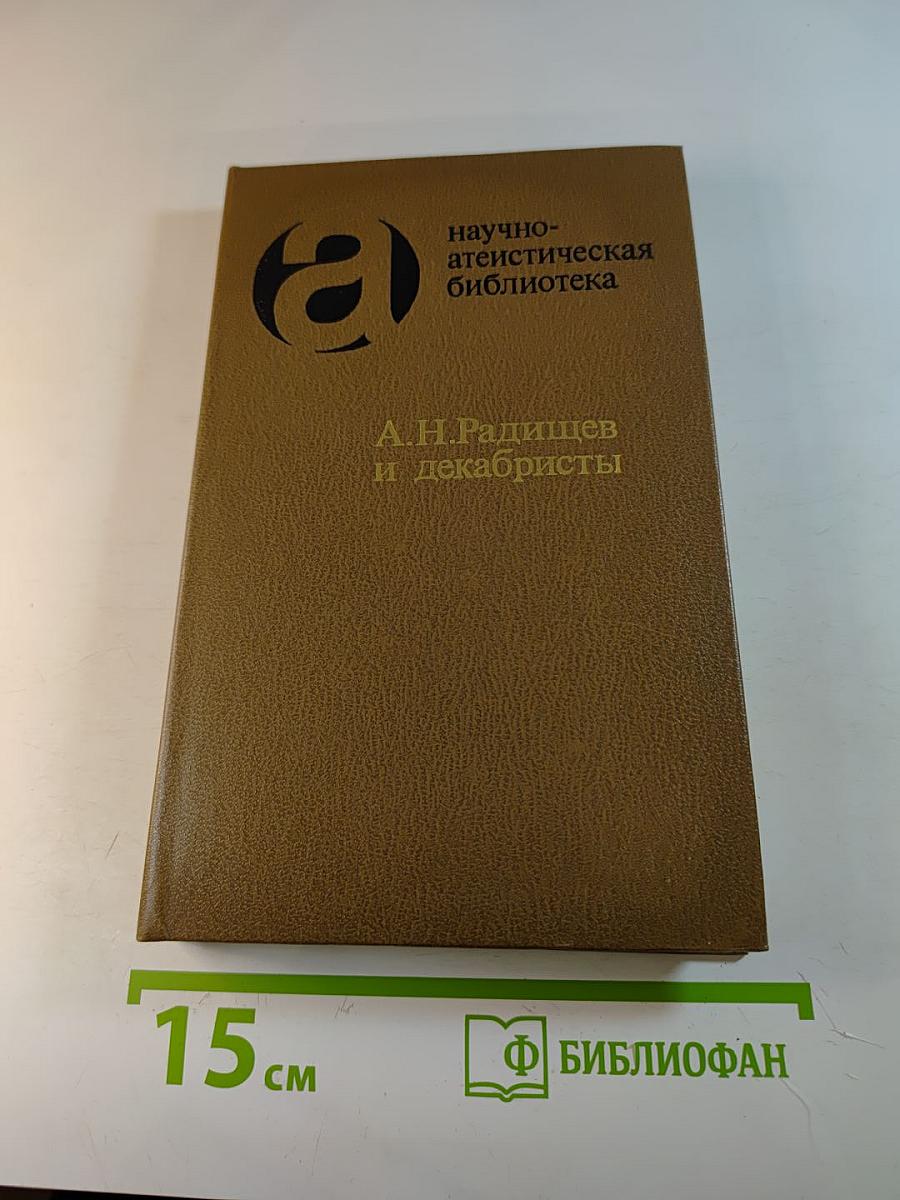 а
научно-
атеистическая
библиотека
А.Н.Радищев
и декабристы
15 см
Ф БИБЛИОФАН